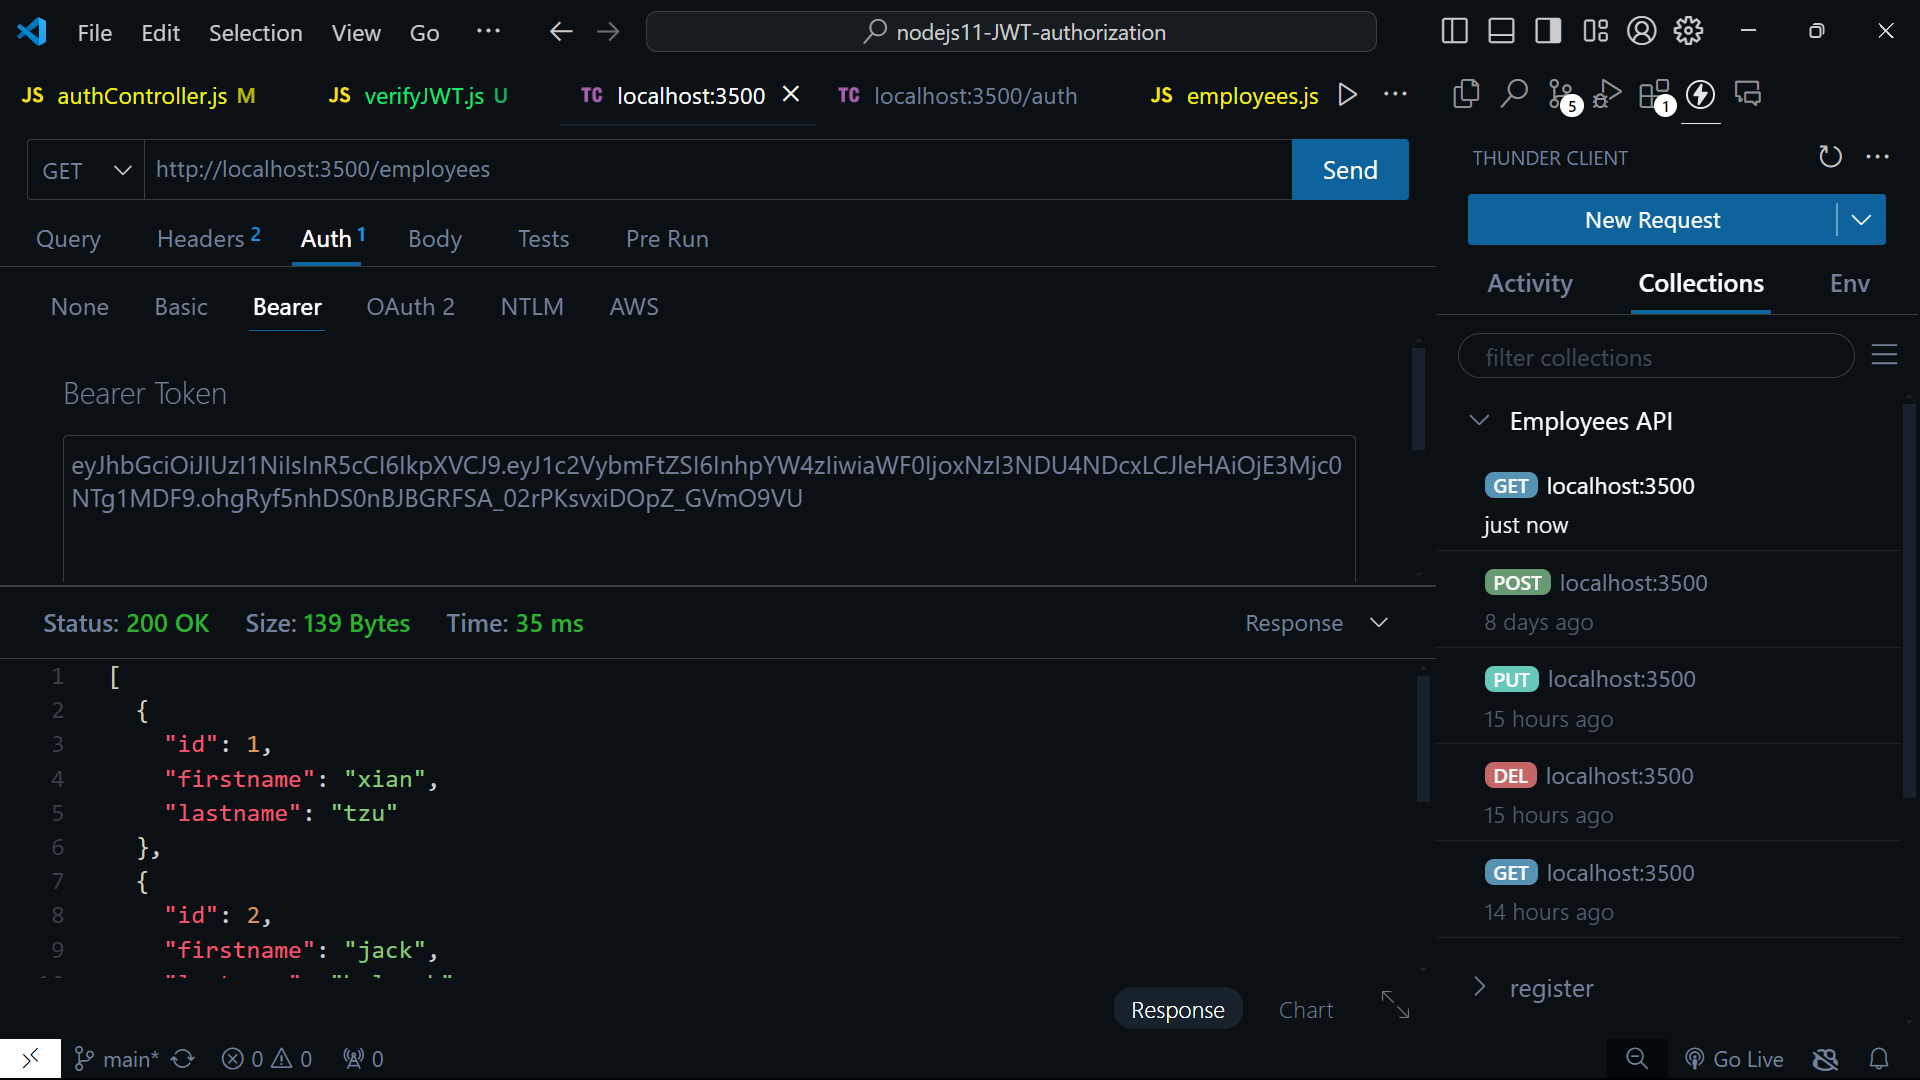 File Edit Selection View Go ··· nodejs11-JWT-authorization
JS authController.js M JS verifyJWT.js U TC localhost:3500 TC localhost:3500/auth JS employees.js ··· 5 1
GET http://localhost:3500/employees Send
Query Headers 2 Auth 1 Body Tests Pre Run
None Basic Bearer OAuth 2 NTLM AWS
Bearer Token
eyJhbGciOiJIUzI1NiIsInR5cCI6IkpXVCJ9.eyJ1c2VybmFtZSI6InhpYW4zIiwiaWF0IjoxNzI3NDU4NDcxLCJleHAiOjE3Mjc0
NTg1MDF9.ohgRyf5nhDS0nBJBGRFSA_02rPKsvxiDOpZ_GVmO9VU
Status: 200 OK Size: 139 Bytes Time: 35 ms Response
1 [
2 {
3 "id": 1,
4 "firstname": "xian",
5 "lastname": "tzu"
6 },
7 {
8 "id": 2,
9 "firstname": "jack",
Response Chart
THUNDER CLIENT ···
New Request
Activity Collections Env
filter collections
Employees API
GET localhost:3500
just now
POST localhost:3500
8 days ago
PUT localhost:3500
15 hours ago
DEL localhost:3500
15 hours ago
GET localhost:3500
14 hours ago
register
main* 0 0 0 Go Live